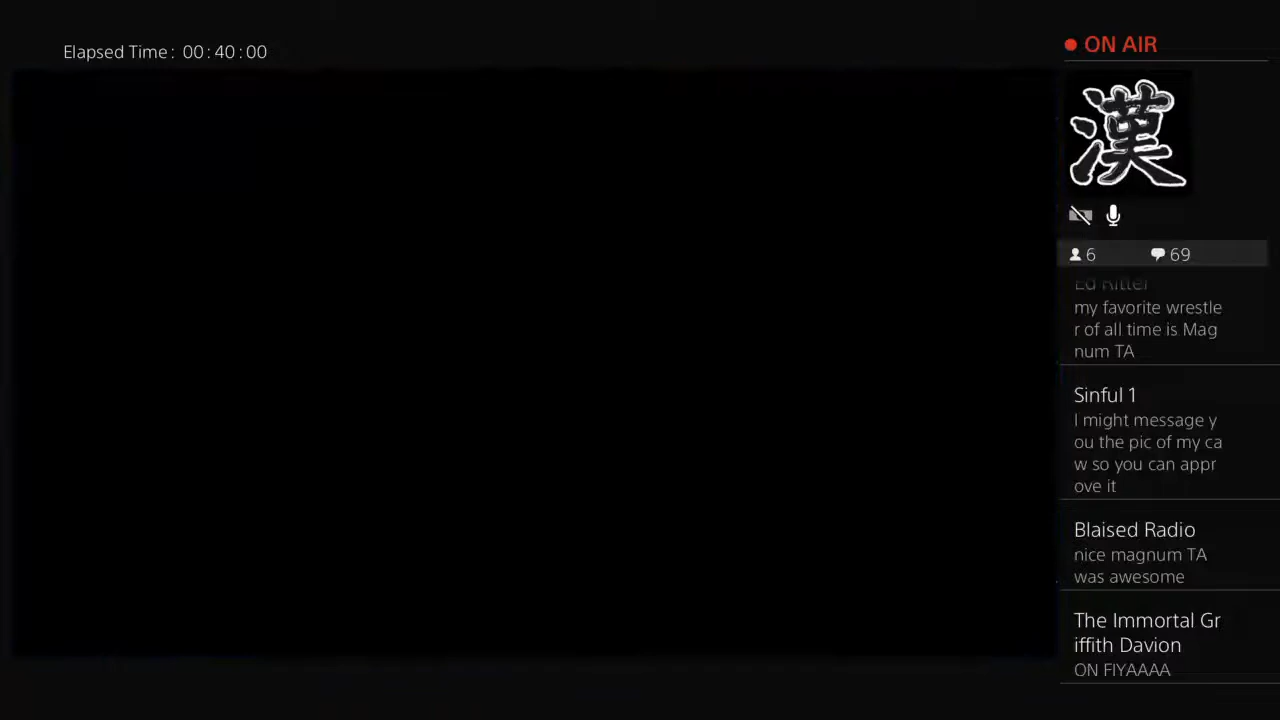 Elapsed Time: 00:40:00
ON AIR
漢
6 69
Ed Ritter
my favorite wrestle
r of all time is Mag
num TA
Sinful 1
I might message y
ou the pic of my ca
w so you can appr
ove it
Blaised Radio
nice magnum TA
was awesome
The Immortal Gr
iffith Davion
ON FIYAAAA